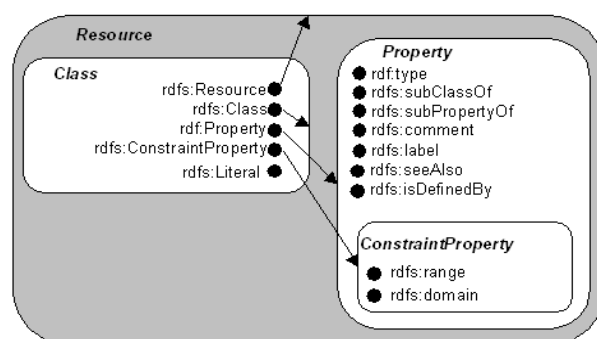 Resource
Class
rdfs:Resource
rdfs:Class
rdf:Property
rdfs:ConstraintProperty
rdfs:Literal
Property
rdf:type
rdfs:subClassOf
rdfs:subPropertyOf
rdfs:comment
rdfs:label
rdfs:seeAlso
rdfs:isDefinedBy
ConstraintProperty
rdfs:range
rdfs:domain